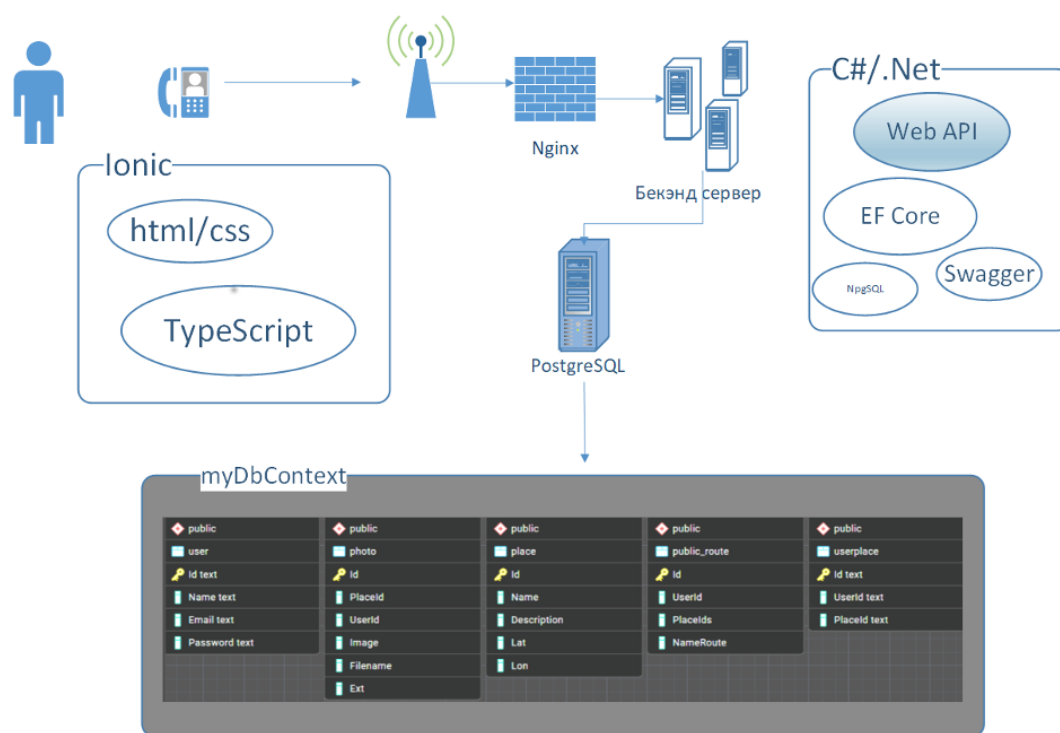 Ionic
html/css
TypeScript
Nginx
Бекэнд сервер
PostgreSQL
C#/.Net
Web API
EF Core
Swagger
NpgSQL
myDbContext
public
user
Id text
Name text
Email text
Password text
public
photo
Id
PlaceId
UserId
Image
Filename
Ext
public
place
Id
Name
Description
Lat
Lon
public
public_route
Id
UserId
PlaceIds
NameRoute
public
userplace
Id text
UserId text
PlaceId text